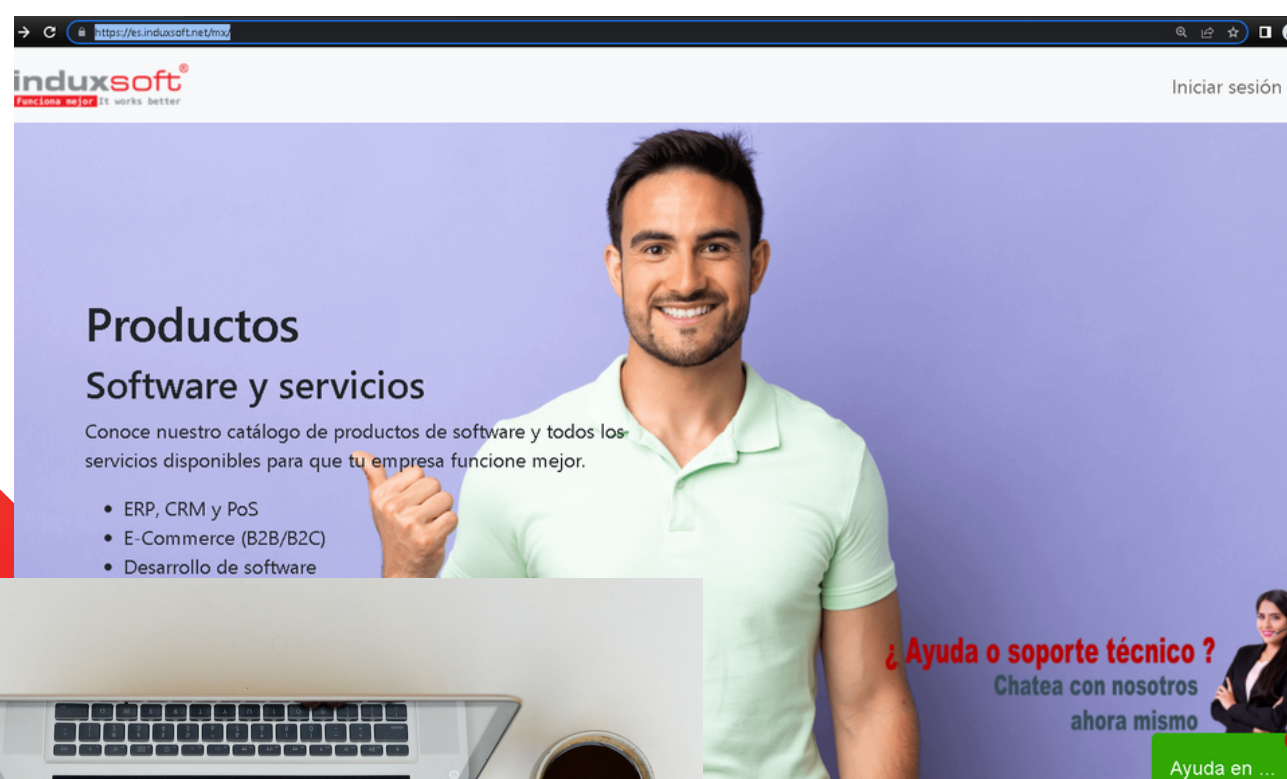 https://es.induxsoft.net/mx/
induxsoft®
Funciona mejor It works better
Iniciar sesión
Productos
Software y servicios
Conoce nuestro catálogo de productos de software y todos los
servicios disponibles para que tu empresa funcione mejor.
• ERP, CRM y PoS
• E-Commerce (B2B/B2C)
• Desarrollo de software
¿ Ayuda o soporte técnico ?
Chatea con nosotros
ahora mismo
Ayuda en ...